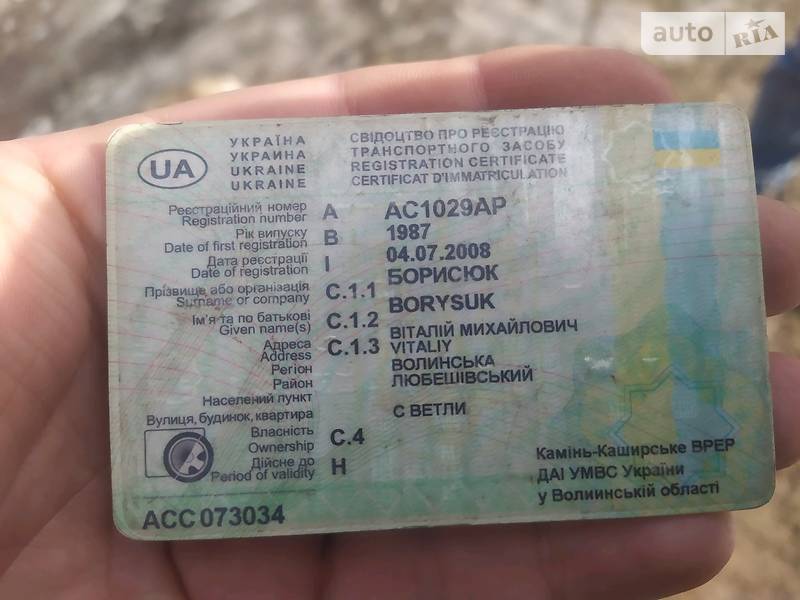 auto RIA
UA
УКРАЇНА
УКРАИНА
UKRAINE
UKRAINE
СВІДОЦТВО ПРО РЕЄСТРАЦІЮ
ТРАНСПОРТНОГО ЗАСОБУ
REGISTRATION CERTIFICATE
CERTIFICAT D'IMMATRICULATION
Реєстраційний номер A AC1029AP
Registration number
Рік випуску B 1987
Date of first registration
Дата реєстрації I 04.07.2008
Date of registration
Прізвище, або організація C.1.1 БОРИСЮК
Surname or company BORYSUK
Ім'я та по батькові C.1.2 ВІТАЛІЙ МИХАЙЛОВИЧ
Given name(s) VITALIY
Адреса C.1.3
Address
Регіон ВОЛИНСЬКА
Район ЛЮБЕШІВСЬКИЙ
Населений пункт С ВЕТЛИ
Вулиця, будинок, квартира
Власність C.4
Ownership
Дійсне до H
Period of validity
Камінь-Каширське ВРЕР
ДАІ УМВС України
у Волиинській області
ACC 073034